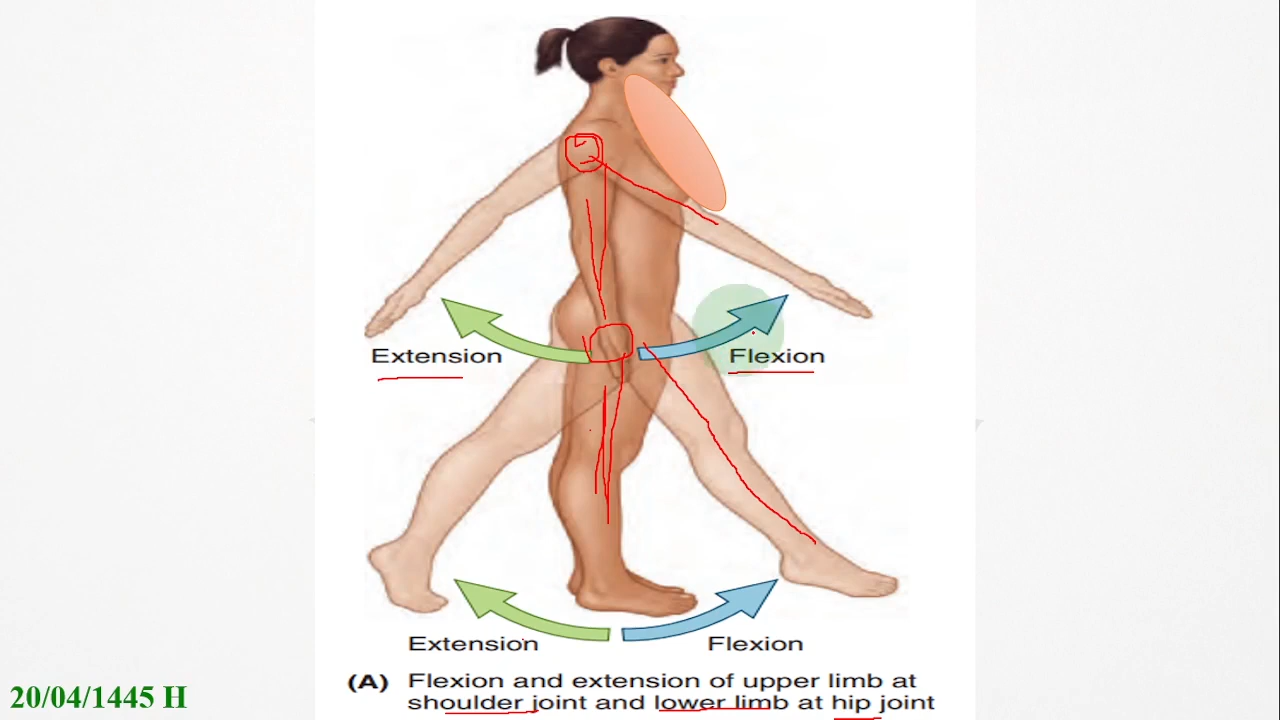 Extension
Flexion
Extension
Flexion
(A) Flexion and extension of upper limb at
shoulder joint and lower limb at hip joint
20/04/1445 H